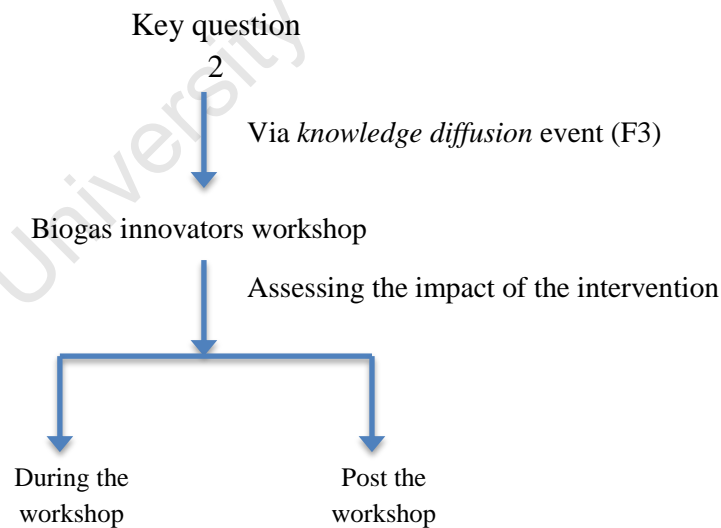 Key question
2
Via knowledge diffusion event (F3)
Biogas innovators workshop
Assessing the impact of the intervention
During the
workshop
Post the
workshop
University